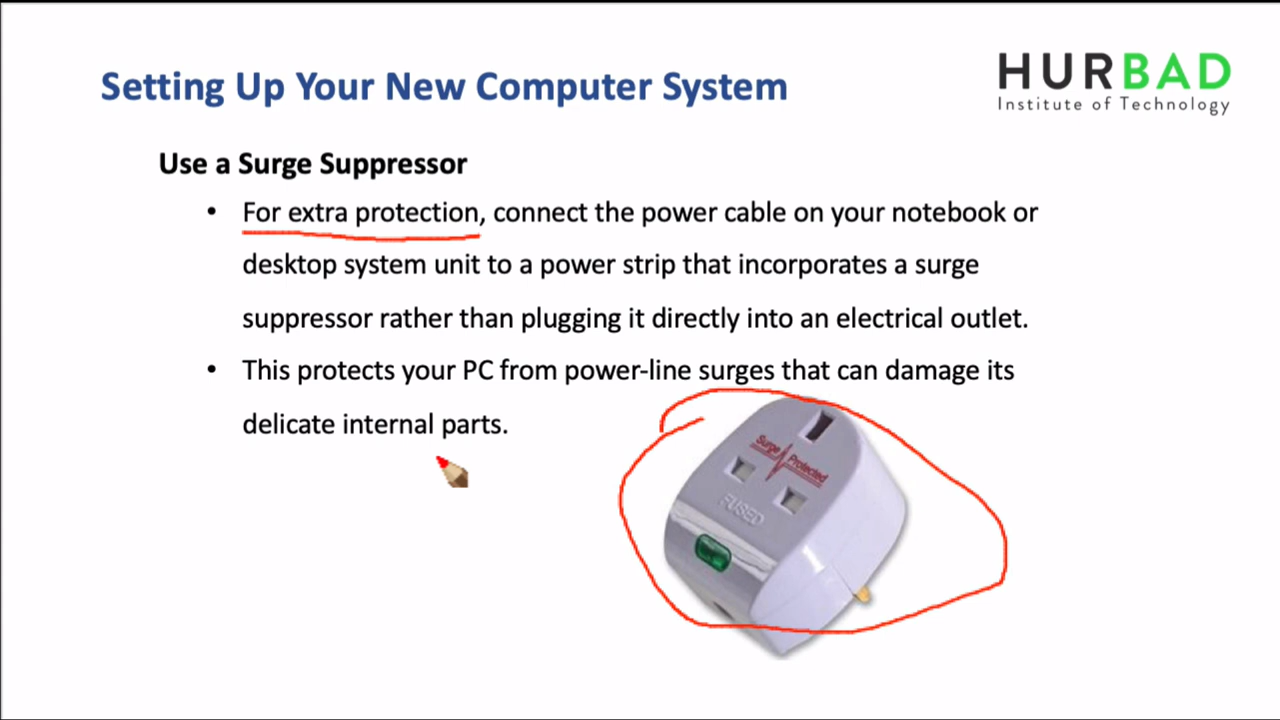 Setting Up Your New Computer System
HURBAD
Institute of Technology
Use a Surge Suppressor
• For extra protection, connect the power cable on your notebook or
desktop system unit to a power strip that incorporates a surge
suppressor rather than plugging it directly into an electrical outlet.
• This protects your PC from power-line surges that can damage its
delicate internal parts.
Surge Protected
FUSED